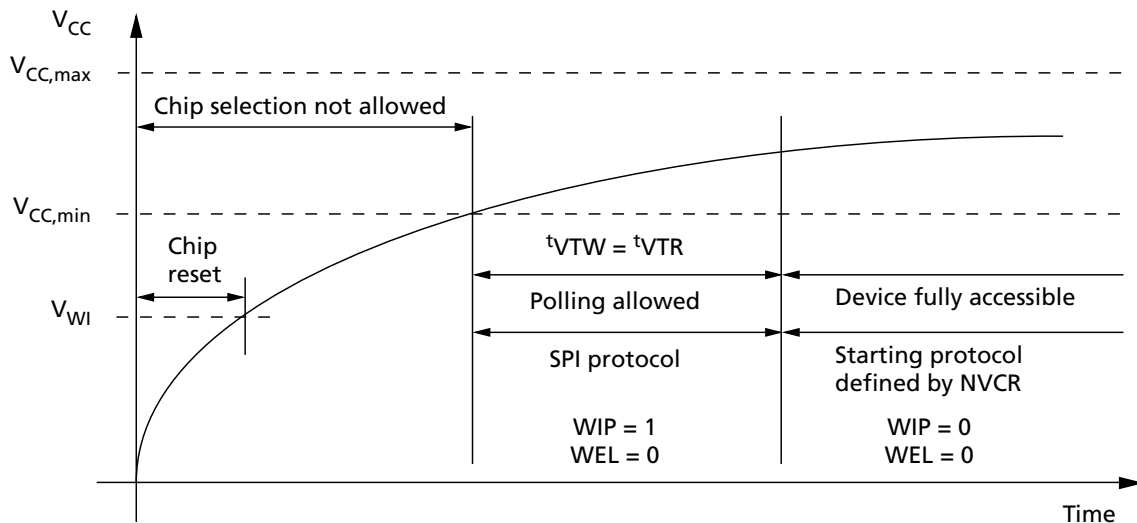 VCC
VCC,max
Chip selection not allowed
VCC,min
Chip
reset
tVTW = tVTR
Polling allowed
Device fully accessible
VWI
SPI protocol
Starting protocol
defined by NVCR
WIP = 1
WEL = 0
WIP = 0
WEL = 0
Time